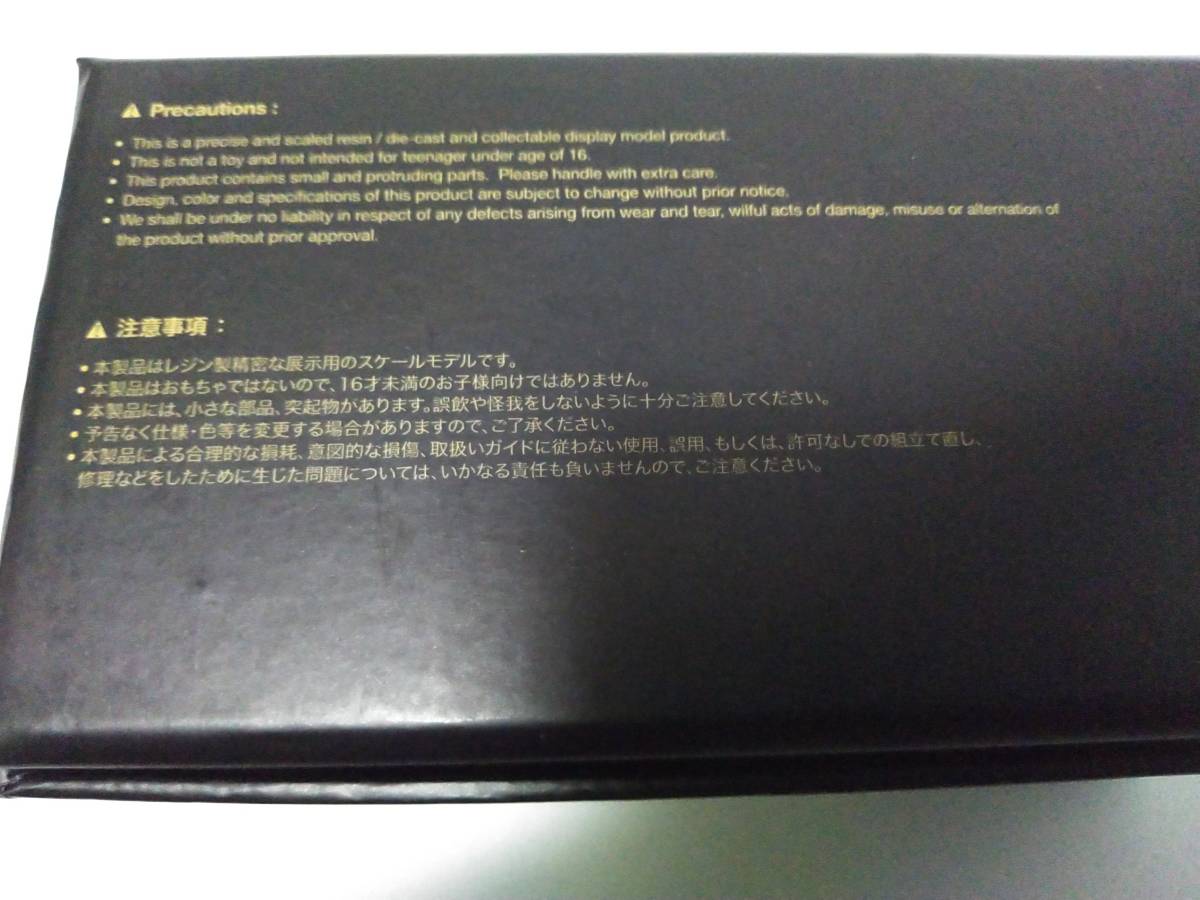 ⚠ Precautions :
• This is a precise and scaled resin / die-cast and collectable display model product.
• This is not a toy and not intended for teenager under age of 16.
• This product contains small and protruding parts. Please handle with extra care.
• Design, color and specifications of this product are subject to change without prior notice.
• We shall be under no liability in respect of any defects arising from wear and tear, wilful acts of damage, misuse or alternation of
the product without prior approval.
⚠ 注意事項：
• 本製品はレジン製精密な展示用のスケールモデルです。
• 本製品はおもちゃではないので、16才未満のお子様向けではありません。
• 本製品には、小さな部品、突起物があります。誤飲や怪我をしないように十分ご注意してください。
• 予告なく仕様・色等を変更する場合がありますので、ご了承ください。
• 本製品による合理的な損耗、意図的な損傷、取扱いガイドに従わない使用、誤用、もしくは、許可なしでの組立て直し、
修理などをしたために生じた問題については、いかなる責任も負いませんので、ご注意ください。